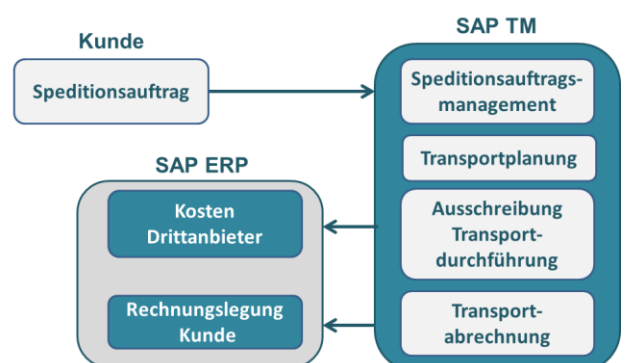 Kunde
Speditionsauftrag
SAP TM
Speditionsauftrags-
management
Transportplanung
Ausschreibung
Transport-
durchführung
Transport-
abrechnung
SAP ERP
Kosten
Drittanbieter
Rechnungslegung
Kunde